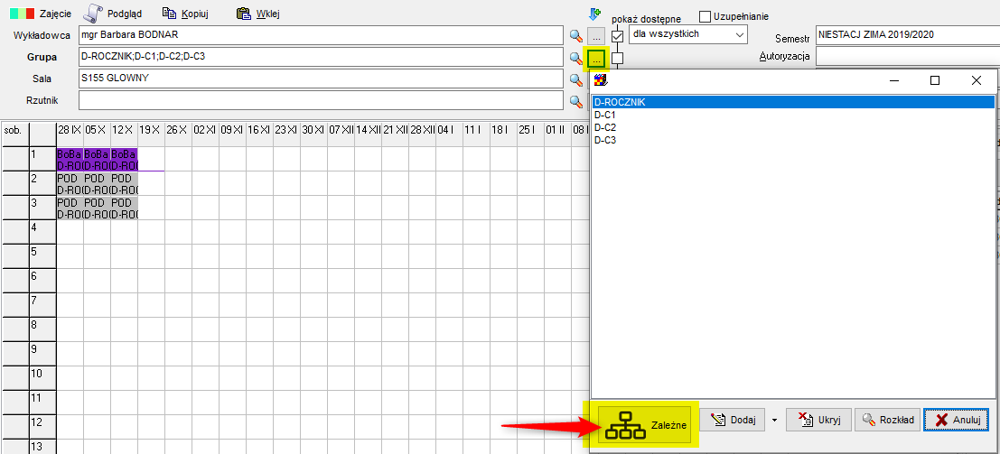 Zajęcie Podgląd Kopiuj Wklej
pokaż dostępne Uzupełnianie
Wykładowca mgr Barbara BODNAR ... dla wszystkich Semestr NIESTACJ ZIMA 2019/2020
Grupa D-ROCZNIK;D-C1;D-C2;D-C3 ... Autoryzacja
Sala S155 GLOWNY
Rzutnik
D-ROCZNIK
D-C1
D-C2
D-C3
sob. 28 IX 05 X 12 X 19 X 26 X 02 XI 09 XI 16 XI 23 XI 30 XI 07 XII 14 XII 21 XII 28 XII 04 I 11 I 18 I 25 I 01 II 08 I
1 BoBa BoBa BoBa
D-RO D-RO D-RO
2 POD POD POD
D-RO D-RO D-RO
3 POD POD POD
D-RO D-RO D-RO
4
5
6
7
8
9
10
11
12
13
Zależne Dodaj Ukryj Rozkład Anuluj